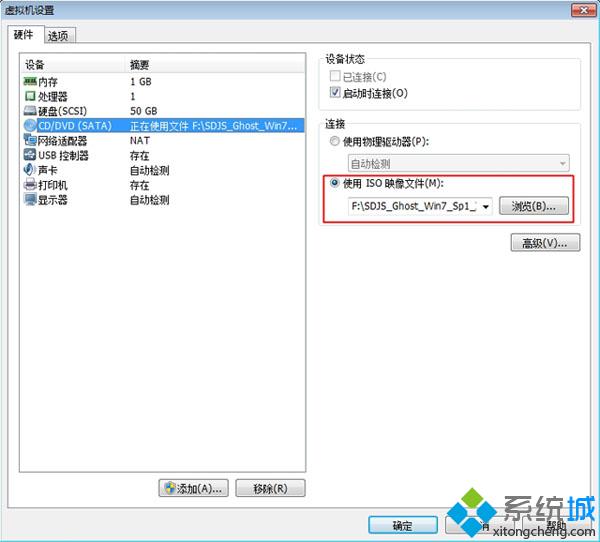 虚拟机设置
硬件 选项
设备 摘要
内存 1 GB
处理器 1
硬盘(SCSI) 50 GB
CD/DVD (SATA) 正在使用文件 F:\SDJS_Ghost_Win7...
网络适配器 NAT
USB 控制器 存在
声卡 自动检测
打印机 存在
显示器 自动检测
添加(A)... 移除(R)
设备状态
已连接(C)
启动时连接(O)
连接
使用物理驱动器(P):
自动检测
使用 ISO 映像文件(M):
F:\SDJS_Ghost_Win7_Sp1_ 浏览(B)...
高级(V)...
确定 帮助
系统城
xitongcheng.com